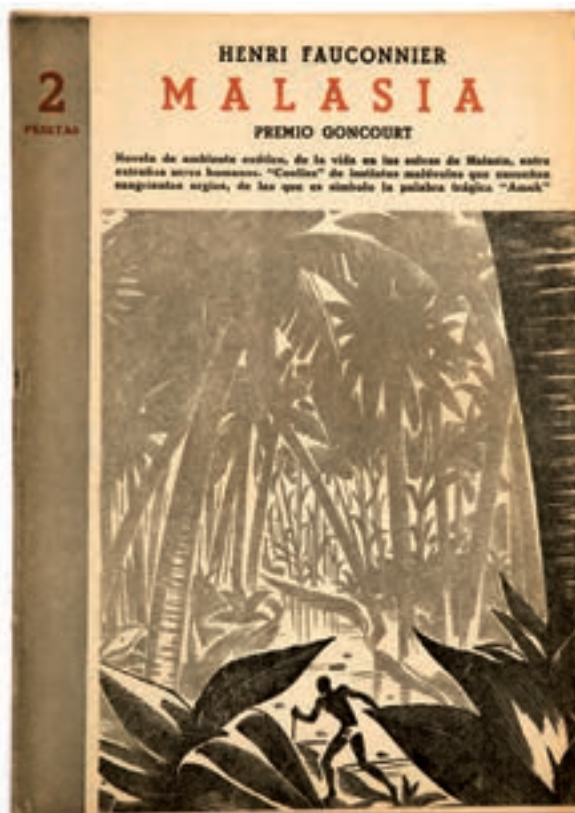 2
PESETAS
HENRI FAUCONNIER
MALASIA
PREMIO GONCOURT
Novela de ambiente exótico, de la vida en las selvas de Malasia, entre
extraños seres humanos. "Coolies" de instintos malévolos que
sangrientas orgías, de las que es símbolo la palabra trágica "Amok"